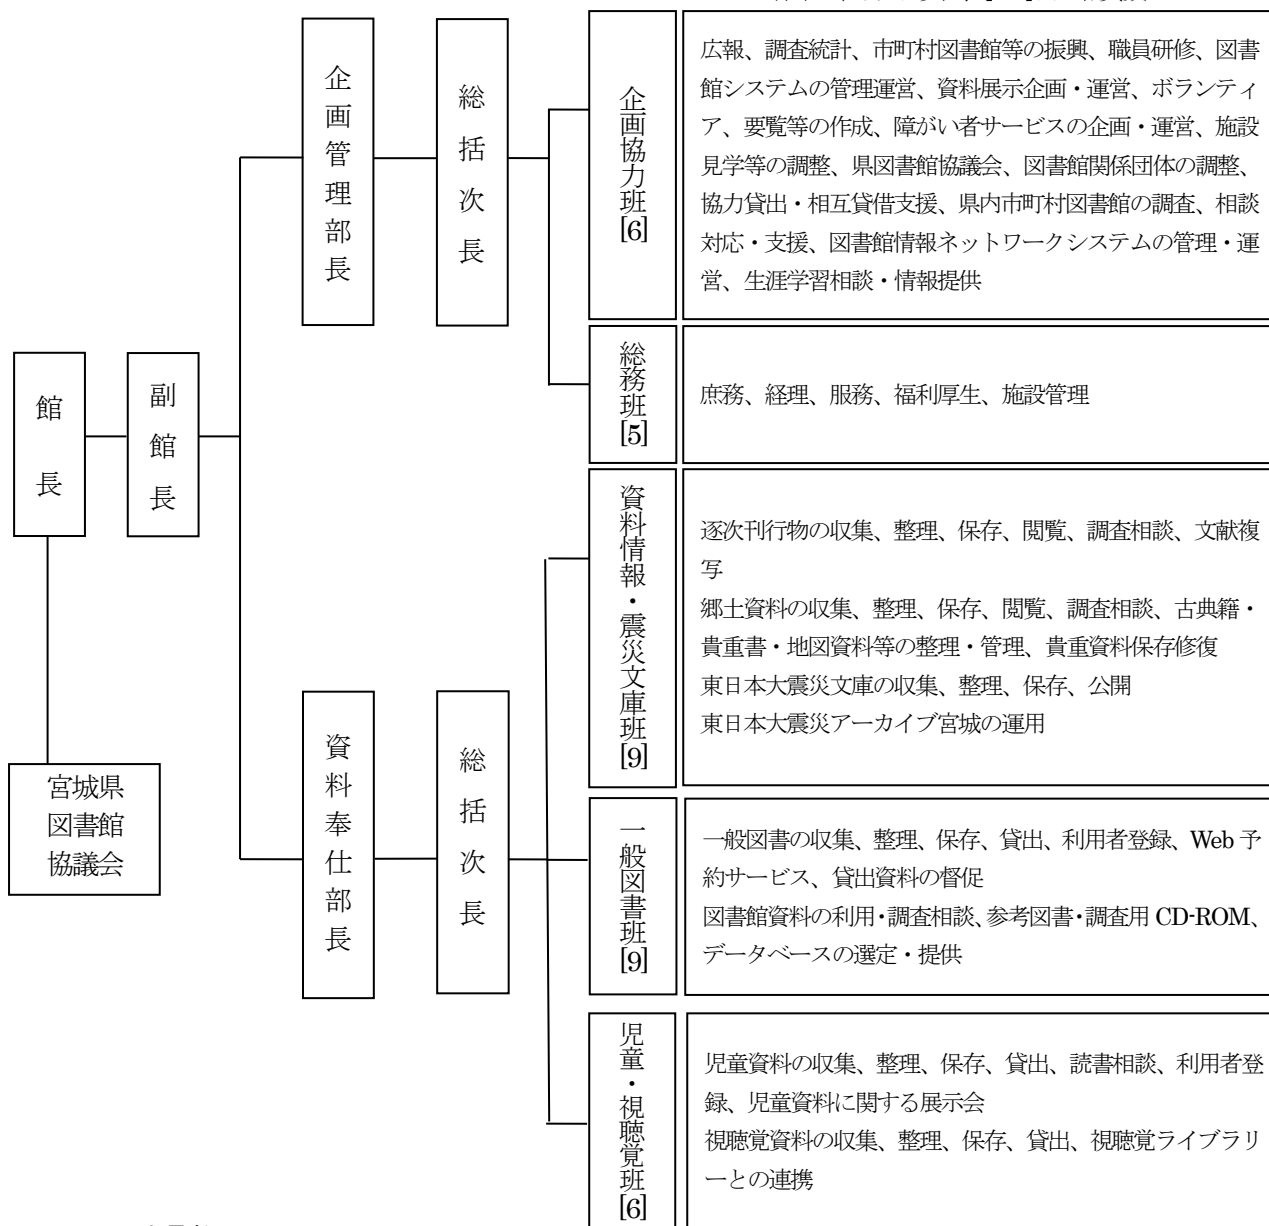 館長
副館長
宮城県
図書館
協議会
企画管理部長
総括次長
企画協力班[6]
広報、調査統計、市町村図書館等の振興、職員研修、図書
館システムの管理運営、資料展示企画・運営、ボランティ
ア、要覧等の作成、障がい者サービスの企画・運営、施設
見学等の調整、県図書館協議会、図書館関係団体の調整、
協力貸出・相互貸借支援、県内市町村図書館の調査、相談
対応・支援、図書館情報ネットワークシステムの管理・運
営、生涯学習相談・情報提供
総務班[5]
庶務、経理、服務、福利厚生、施設管理
資料奉仕部長
総括次長
資料情報・震災文庫班[9]
逐次刊行物の収集、整理、保存、閲覧、調査相談、文献複
写
郷土資料の収集、整理、保存、閲覧、調査相談、古典籍・
貴重書・地図資料等の整理・管理、貴重資料保存修復
東日本大震災文庫の収集、整理、保存、公開
東日本大震災アーカイブ宮城の運用
一般図書班[9]
一般図書の収集、整理、保存、貸出、利用者登録、Web 予
約サービス、貸出資料の督促
図書館資料の利用・調査相談、参考図書・調査用 CD-ROM、
データベースの選定・提供
児童・視聴覚班[6]
児童資料の収集、整理、保存、貸出、読書相談、利用者登
録、児童資料に関する展示会
視聴覚資料の収集、整理、保存、貸出、視聴覚ライブラリ
ーとの連携